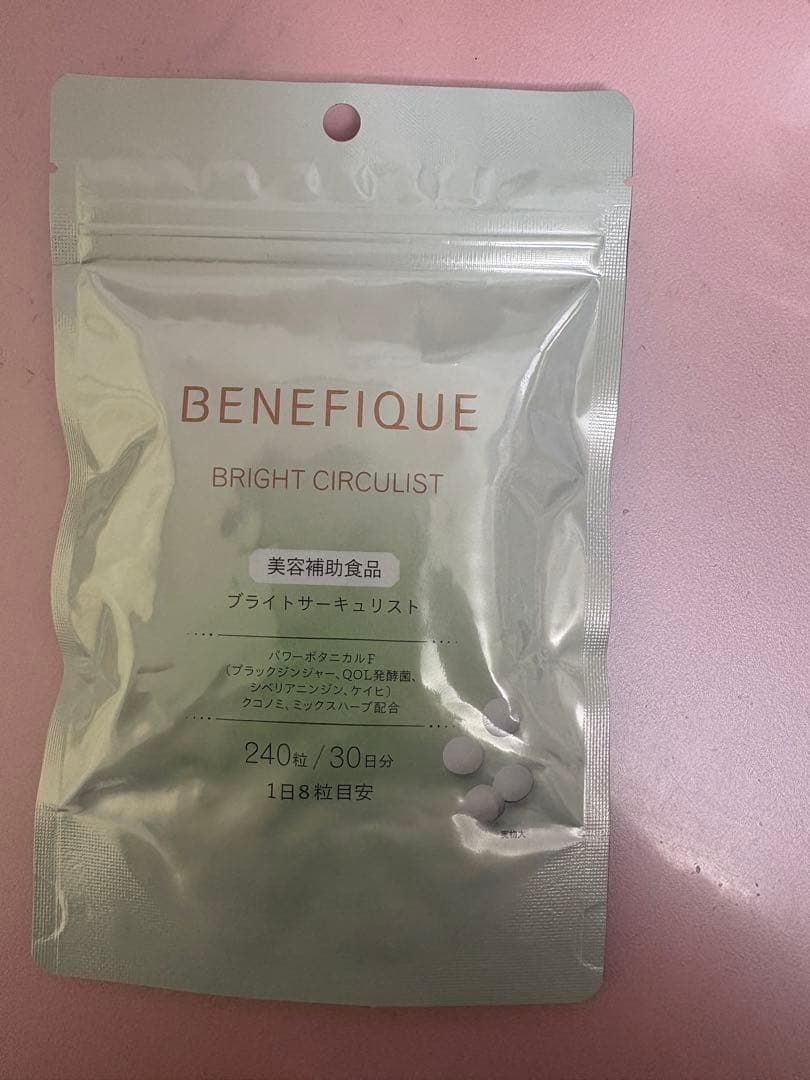 BENEFIQUE
BRIGHT CIRCULIST
美容補助食品
ブライトサーキュリスト
パワーボタニカルF
(ブラックジンジャー、QOL発酵菌、
シベリアニンジン、ケイヒ)
クコノミ、ミックスハーブ配合
240粒/30日分
1日8粒目安
実物大